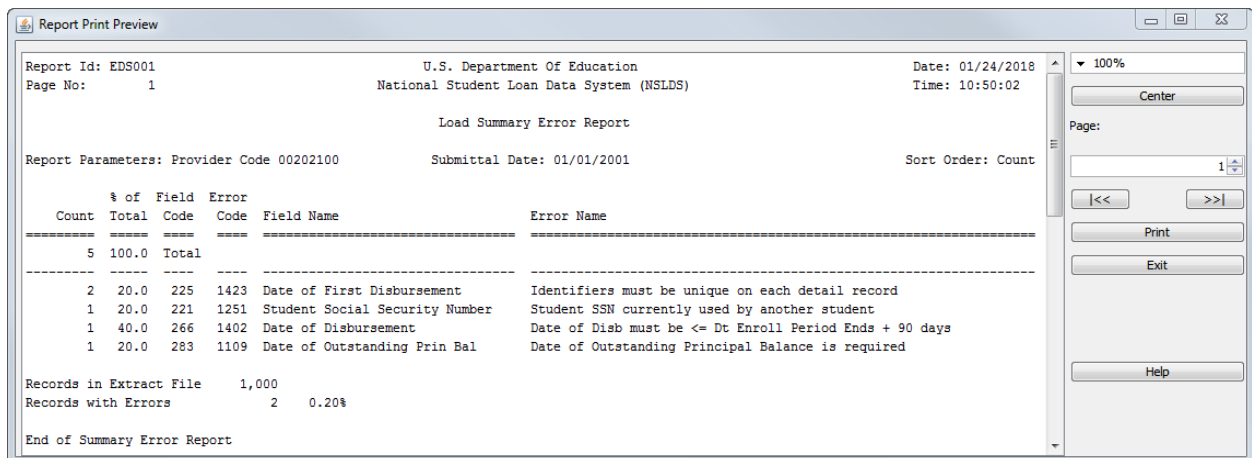 Report Print Preview
Report Id: EDS001 U.S. Department Of Education Date: 01/24/2018
Page No: 1 National Student Loan Data System (NSLDS) Time: 10:50:02
Load Summary Error Report
Report Parameters: Provider Code 00202100 Submittal Date: 01/01/2001 Sort Order: Count
% of Field Error
Count Total Code Code Field Name Error Name
5 100.0 Total
2 20.0 225 1423 Date of First Disbursement Identifiers must be unique on each detail record
1 20.0 221 1251 Student Social Security Number Student SSN currently used by another student
1 40.0 266 1402 Date of Disbursement Date of Disb must be <= Dt Enroll Period Ends + 90 days
1 20.0 283 1109 Date of Outstanding Prin Bal Date of Outstanding Principal Balance is required
Records in Extract File 1,000
Records with Errors 2 0.20%
End of Summary Error Report
100%
Center
Page:
1
|<< >>|
Print
Exit
Help